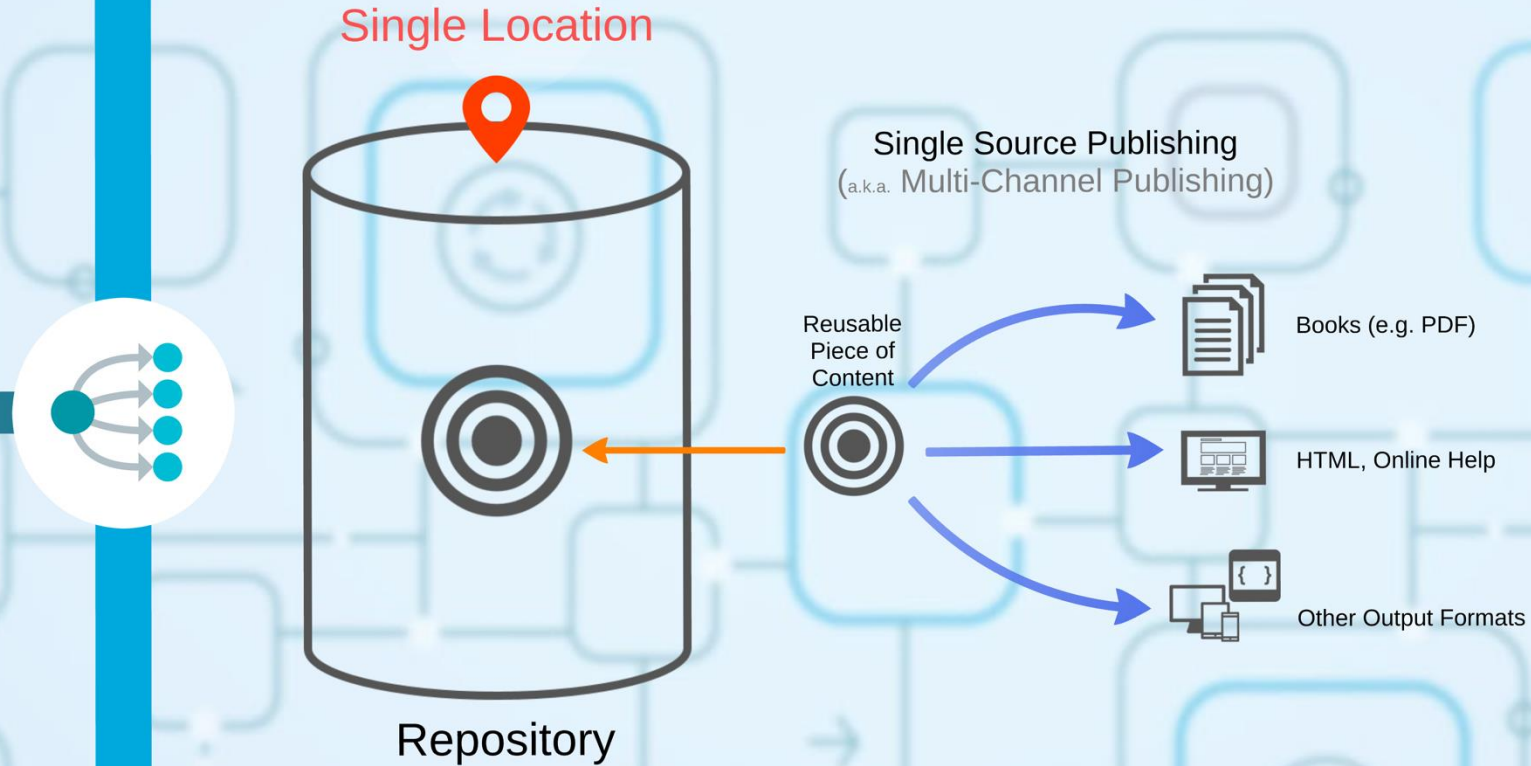 Single Location
Single Source Publishing
(a.k.a. Multi-Channel Publishing)
Reusable
Piece of
Content
Books (e.g. PDF)
HTML, Online Help
{ }
Other Output Formats
Repository